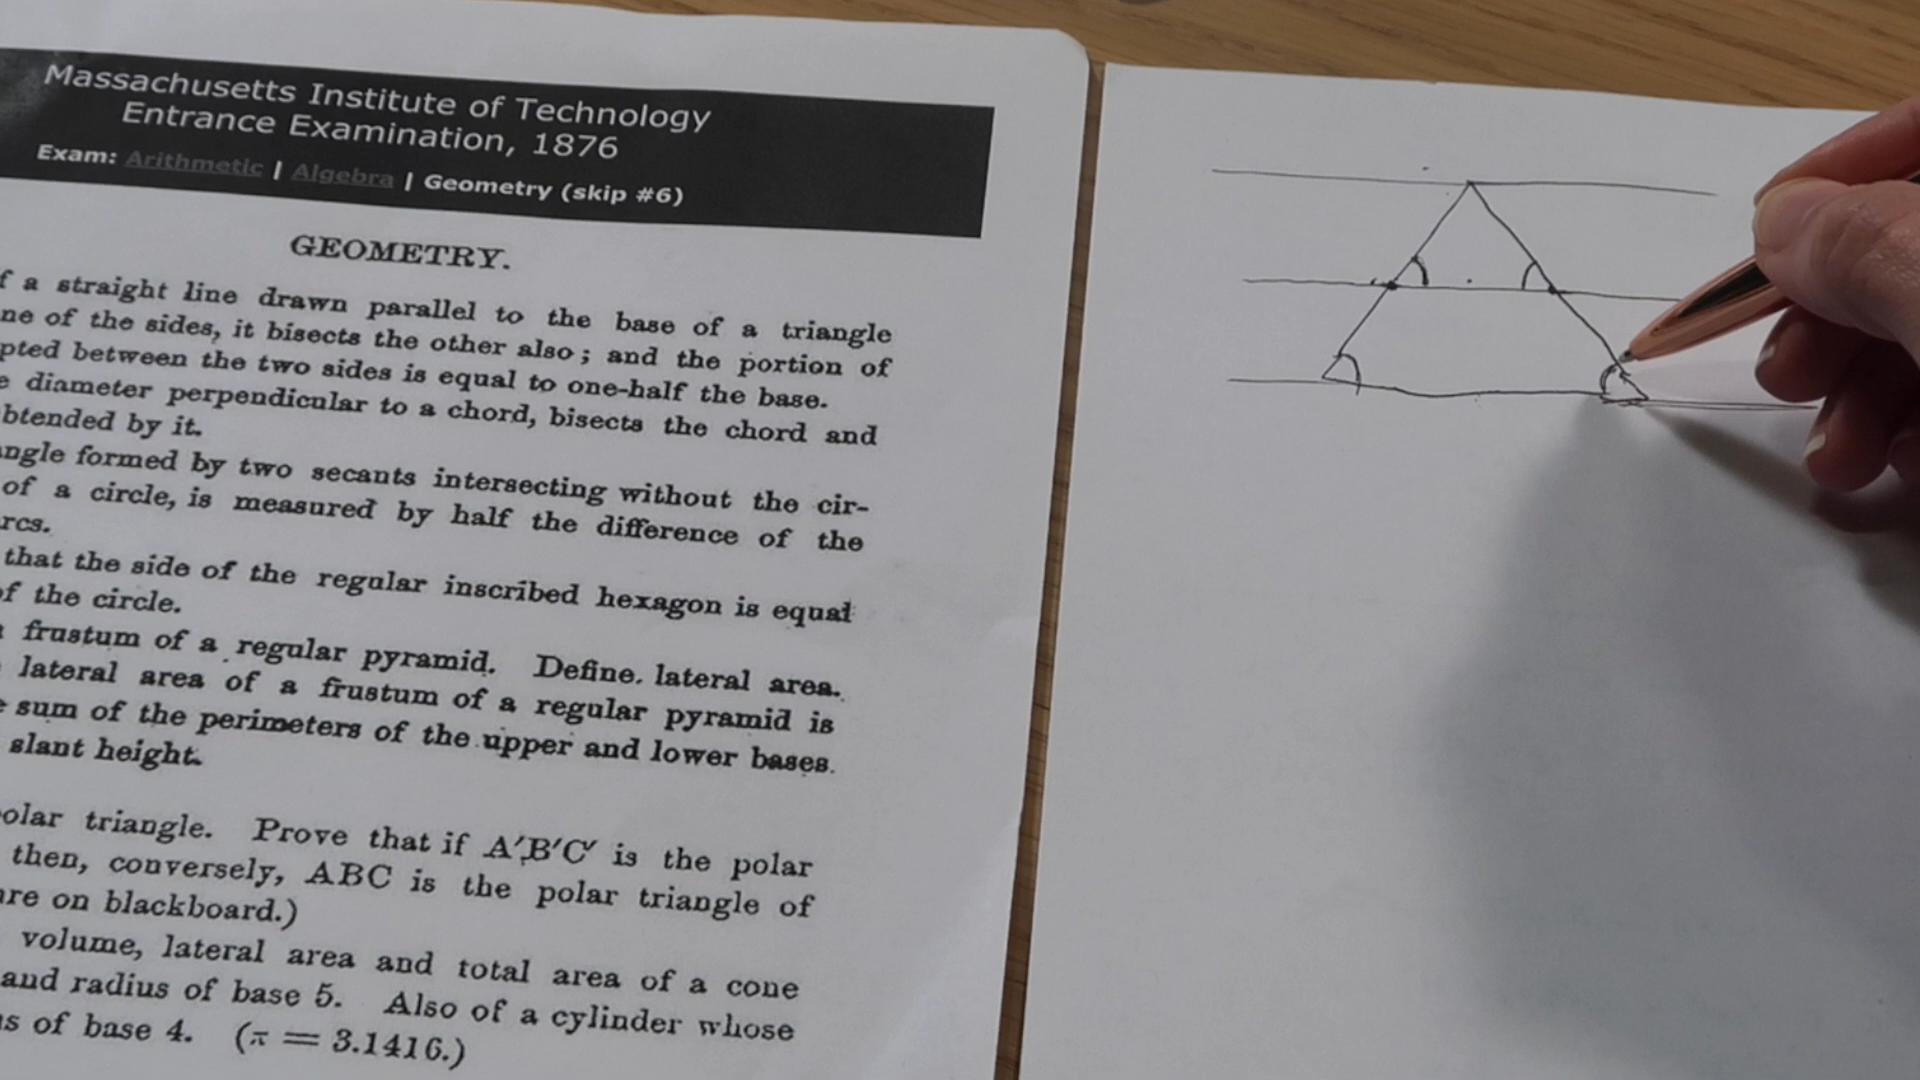 Massachusetts Institute of Technology
Entrance Examination, 1876
Exam: Arithmetic | Algebra | Geometry (skip #6)
GEOMETRY.
f a straight line drawn parallel to the base of a triangle
ne of the sides, it bisects the other also; and the portion of
pted between the two sides is equal to one-half the base.
e diameter perpendicular to a chord, bisects the chord and
btended by it.
ngle formed by two secants intersecting without the cir-
of a circle, is measured by half the difference of the
rcs.
that the side of the regular inscribed hexagon is equal
of the circle.
frustum of a regular pyramid. Define lateral area.
lateral area of a frustum of a regular pyramid is
e sum of the perimeters of the upper and lower bases
slant height.
olar triangle. Prove that if A'B'C' is the polar
then, conversely, ABC is the polar triangle of
are on blackboard.)
volume, lateral area and total area of a cone
and radius of base 5. Also of a cylinder whose
s of base 4. (π = 3.1416.)